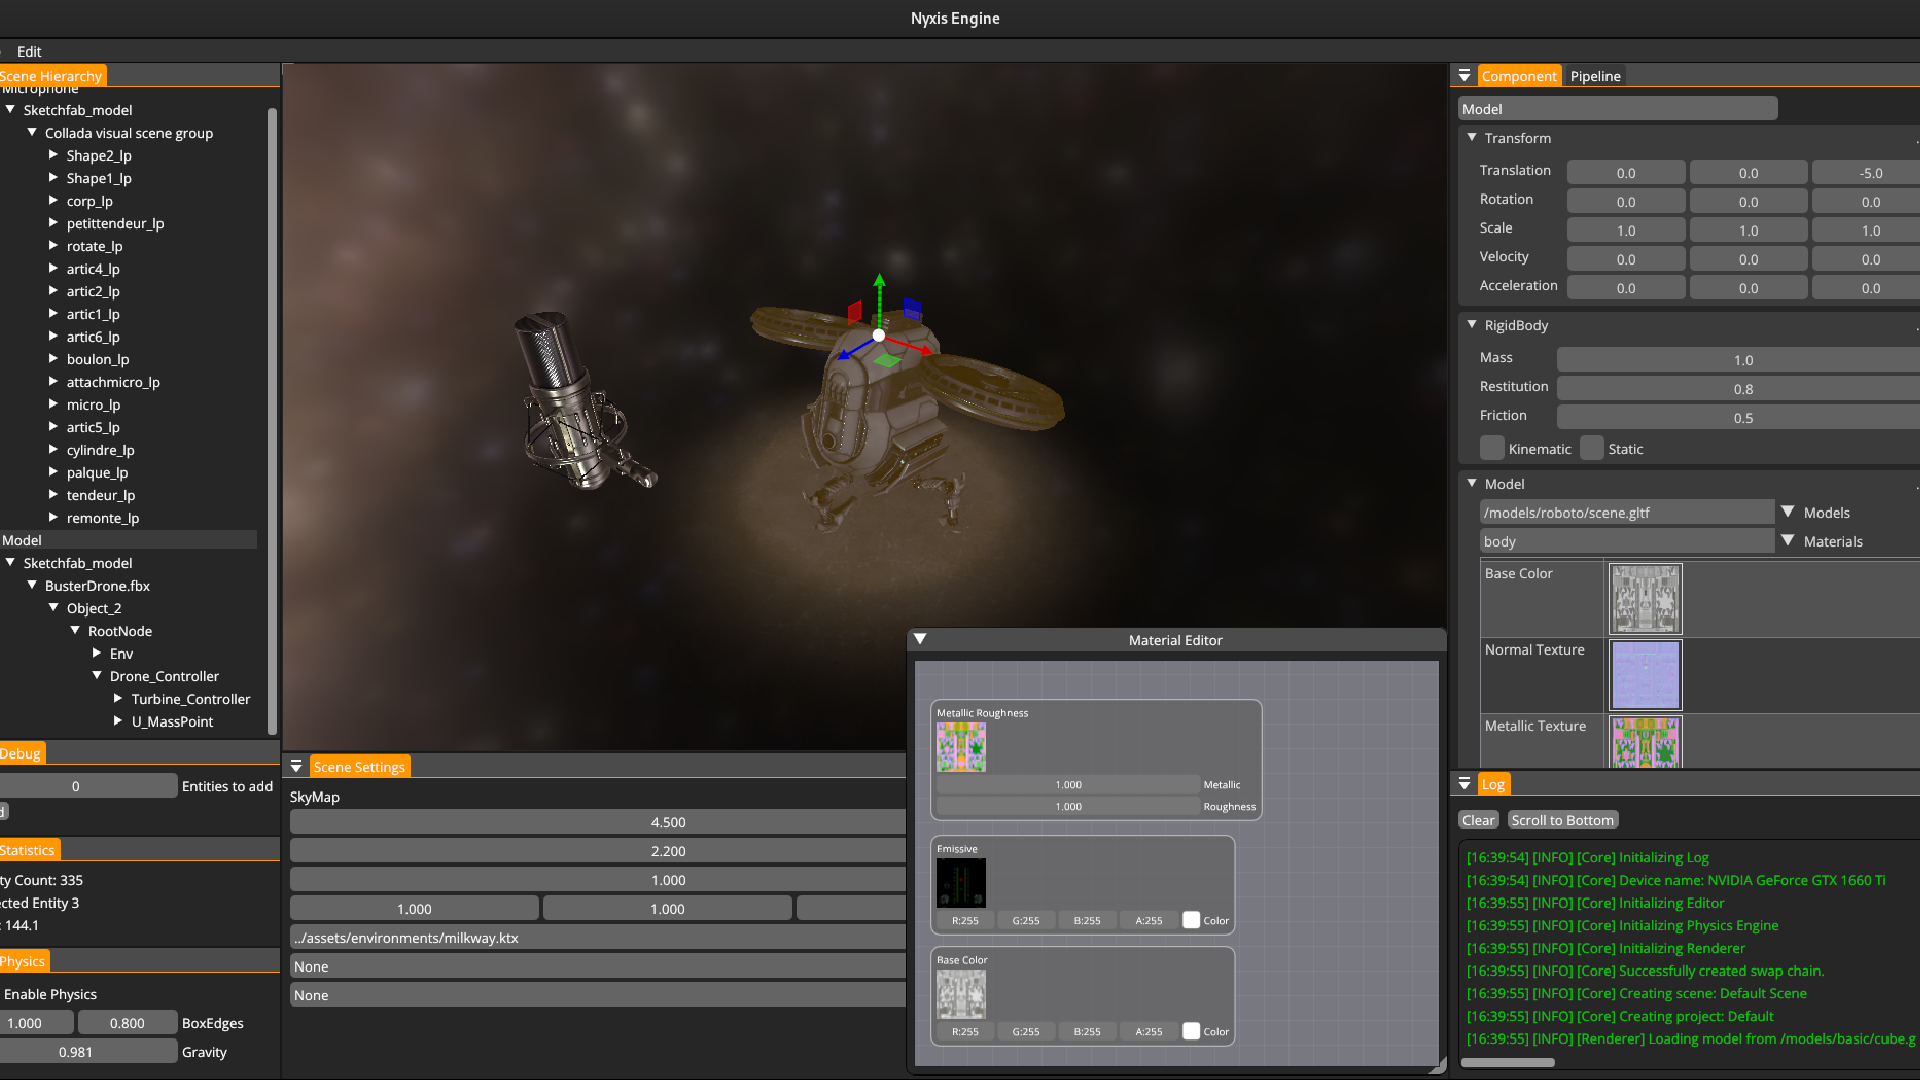 Nyxis Engine
Edit
Scene Hierarchy
Microphone
Sketchfab_model
Collada visual scene group
Shape2_lp
Shape1_lp
corp_lp
petittendeur_lp
rotate_lp
artic4_lp
artic2_lp
artic1_lp
artic6_lp
boulon_lp
attachmicro_lp
micro_lp
artic5_lp
cylindre_lp
palque_lp
tendeur_lp
remonte_lp
Model
Sketchfab_model
BusterDrone.fbx
Object_2
RootNode
Env
Drone_Controller
Turbine_Controller
U_MassPoint
Debug
0 Entities to add
d
Statistics
ty Count: 335
ected Entity 3
: 144.1
Physics
Enable Physics
1.000 0.800 BoxEdges
0.981 Gravity
Scene Settings
SkyMap
4.500
2.200
1.000
1.000 1.000
../assets/environments/milkway.ktx
None
None
Material Editor
Metallic Roughness
1.000 Metallic
1.000 Roughness
Emissive
R:255 G:255 B:255 A:255 Color
Base Color
R:255 G:255 B:255 A:255 Color
Component Pipeline
Model
Transform
Translation 0.0 0.0 -5.0
Rotation 0.0 0.0 0.0
Scale 1.0 1.0 1.0
Velocity 0.0 0.0 0.0
Acceleration 0.0 0.0 0.0
RigidBody
Mass 1.0
Restitution 0.8
Friction 0.5
Kinematic Static
Model
/models/roboto/scene.gltf Models
body Materials
Base Color
Normal Texture
Metallic Texture
Log
Clear Scroll to Bottom
[16:39:54] [INFO] [Core] Initializing Log
[16:39:54] [INFO] [Core] Device name: NVIDIA GeForce GTX 1660 Ti
[16:39:55] [INFO] [Core] Initializing Editor
[16:39:55] [INFO] [Core] Initializing Physics Engine
[16:39:55] [INFO] [Core] Initializing Renderer
[16:39:55] [INFO] [Core] Successfully created swap chain.
[16:39:55] [INFO] [Core] Creating scene: Default Scene
[16:39:55] [INFO] [Core] Creating project: Default
[16:39:55] [INFO] [Renderer] Loading model from /models/basic/cube.g